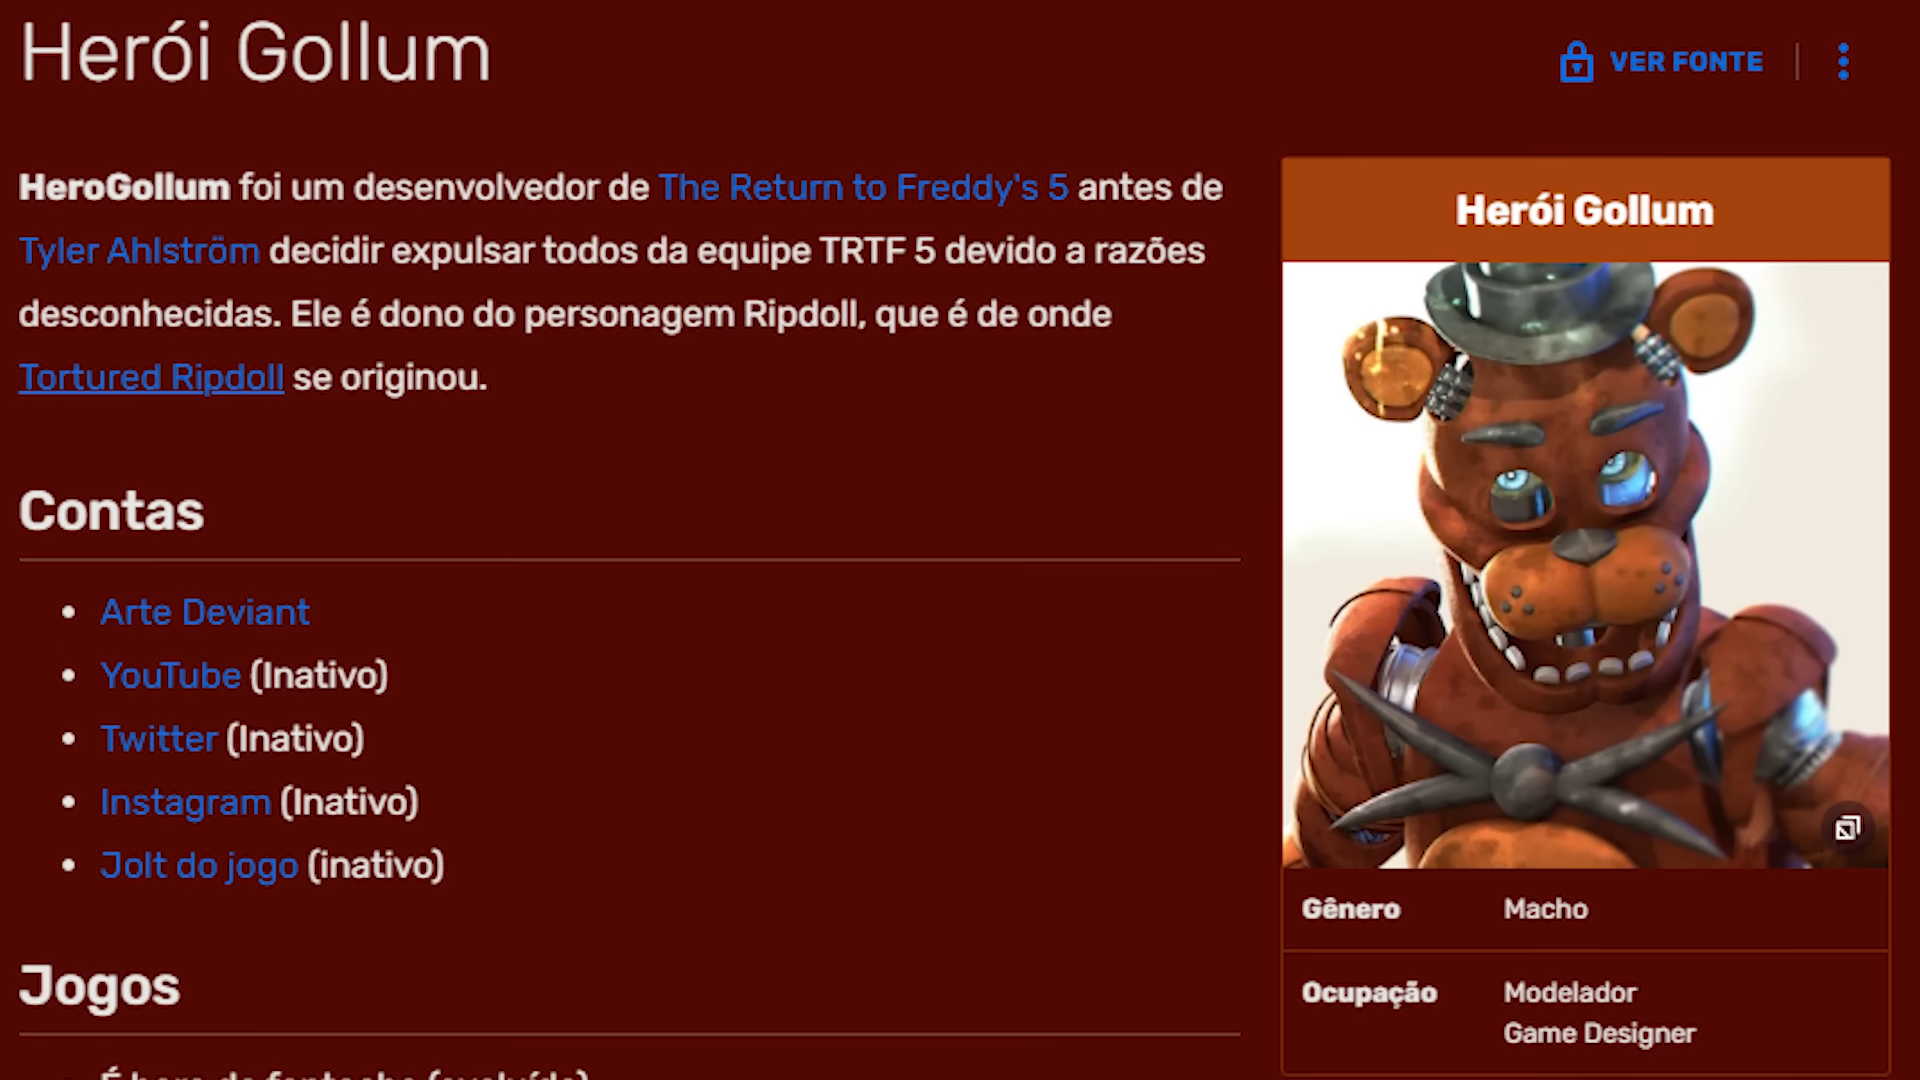 Herói Gollum
VER FONTE
HeroGollum foi um desenvolvedor de The Return to Freddy's 5 antes de
Tyler Ahlström decidir expulsar todos da equipe TRTF 5 devido a razões
desconhecidas. Ele é dono do personagem Ripdoll, que é de onde
Tortured Ripdoll se originou.
Contas
Arte Deviant
YouTube (Inativo)
Twitter (Inativo)
Instagram (Inativo)
Jolt do jogo (inativo)
Jogos
Herói Gollum
Gênero Macho
Ocupação Modelador
Game Designer